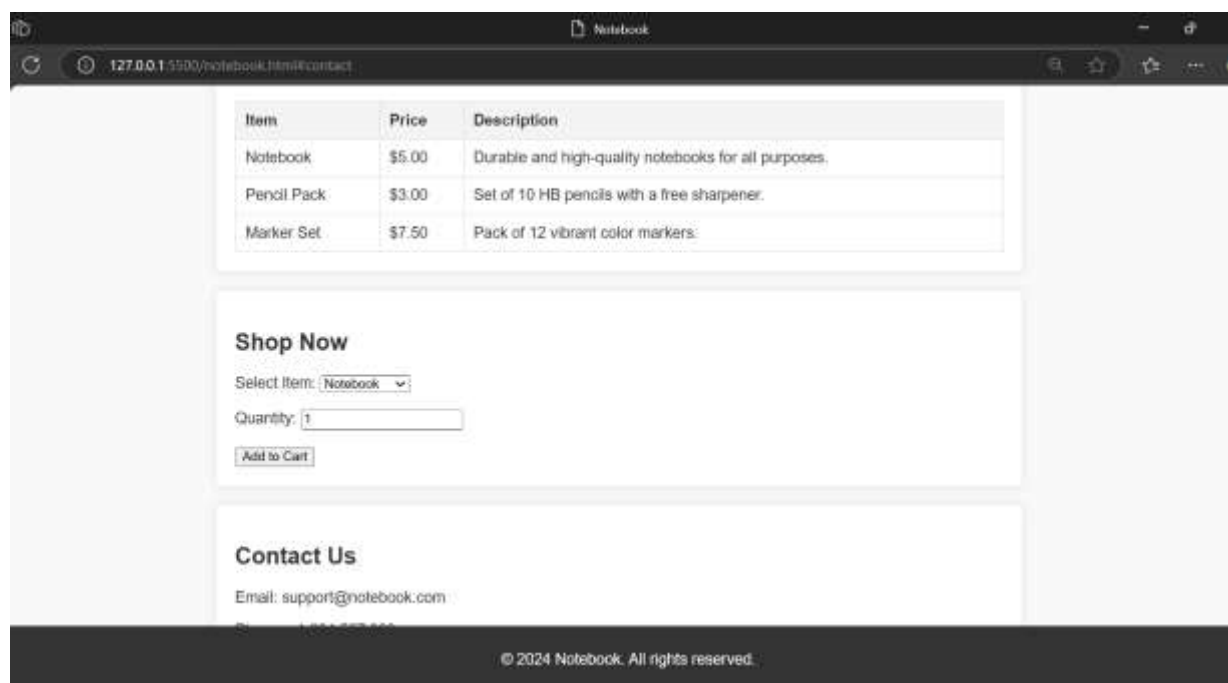 Notebook
127.0.0.1:5500/notebook.html#contact
Item Price Description
Notebook $5.00 Durable and high-quality notebooks for all purposes.
Pencil Pack $3.00 Set of 10 HB pencils with a free sharpener.
Marker Set $7.50 Pack of 12 vibrant color markers.
Shop Now
Select Item: Notebook
Quantity: 1
Add to Cart
Contact Us
Email: support@notebook.com
© 2024 Notebook. All rights reserved.